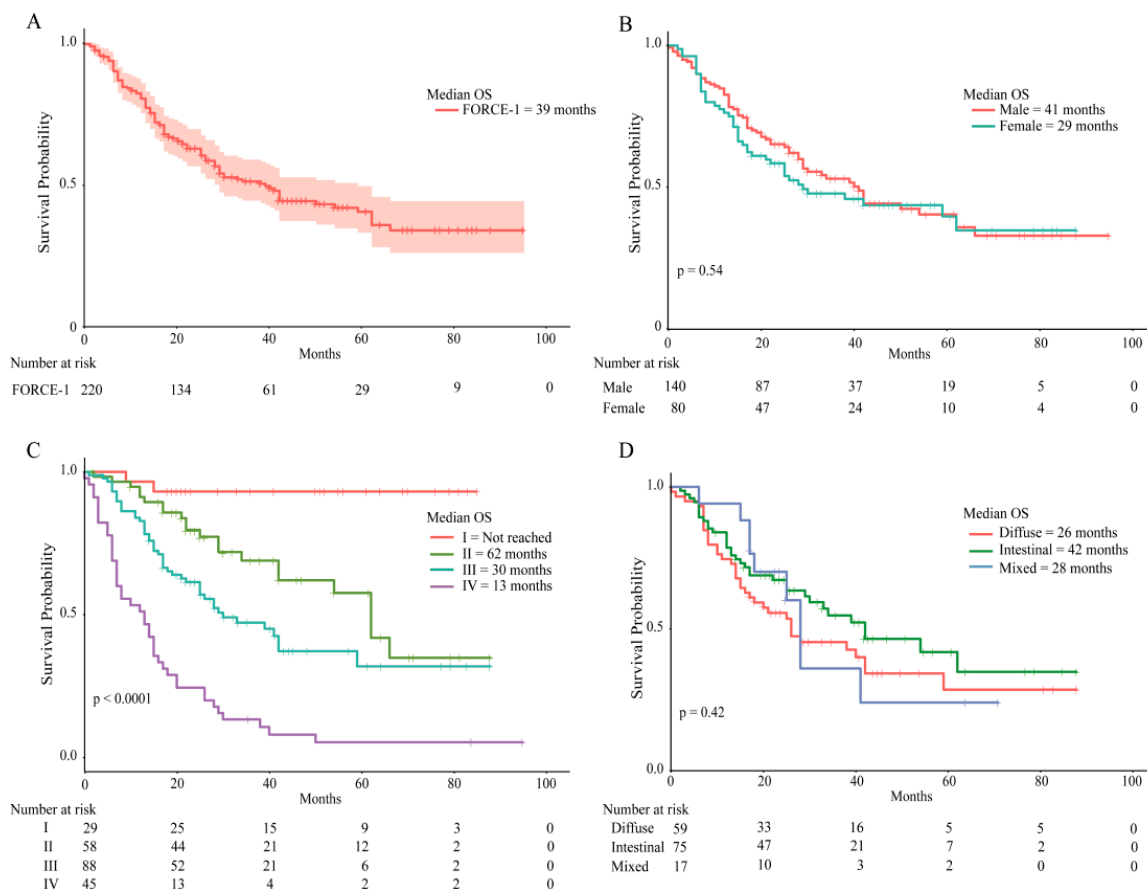 A
1.0
0.5
0
Survival Probability
Median OS
FORCE-1 = 39 months
0 20 40 60 80 100
Months
Number at risk
FORCE-1 220 134 61 29 9 0
B
1.0
0.5
0
Survival Probability
Median OS
Male = 41 months
Female = 29 months
p = 0.54
0 20 40 60 80 100
Months
Number at risk
Male 140 87 37 19 5 0
Female 80 47 24 10 4 0
C
1.0
0.5
0.0
Survival Probability
Median OS
I = Not reached
II = 62 months
III = 30 months
IV = 13 months
p < 0.0001
0 20 40 60 80 100
Months
Number at risk
I 29 25 15 9 3 0
II 58 44 21 12 2 0
III 88 52 21 6 2 0
IV 45 13 4 2 2 0
D
1.0
0.5
0.0
Survival Probability
Median OS
Diffuse = 26 months
Intestinal = 42 months
Mixed = 28 months
p = 0.42
0 20 40 60 80 100
Months
Number at risk
Diffuse 59 33 16 5 5 0
Intestinal 75 47 21 7 2 0
Mixed 17 10 3 2 0 0